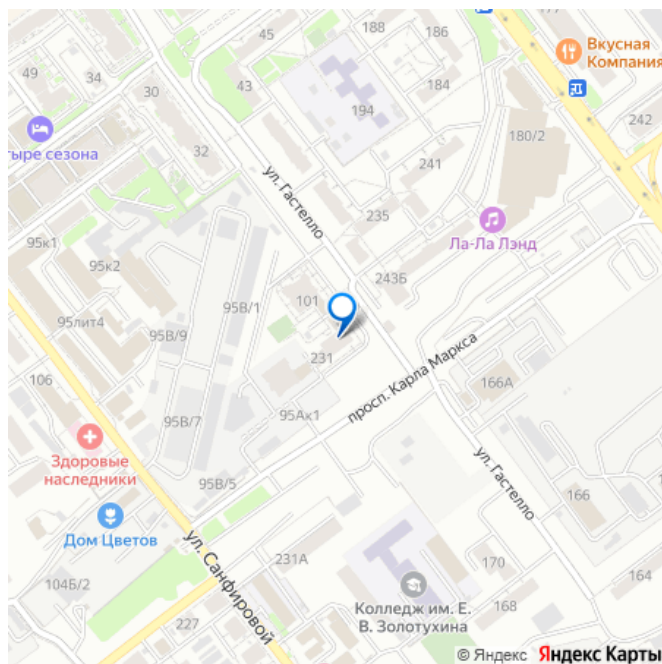 177
188
186
45
Вкусная
Компания
49
34
43
184
30
194
242
180/2
32
241
тыре сезона
ул. Гастелло
235
Ла-Ла Лэнд
95к1
243Б
95к2
95В/1
101
95лит4
95В/9
просп. Карла Маркса
231
166А
106
95Ак1
95В/7
Здоровые
наследники
95В/5
ул. Гастелло
166
Дом Цветов
164
ул. Санфировой
231А
170
104Б/2
Колледж им. Е.
В. Золотухина
168
227
© Яндекс Яндекс Карты